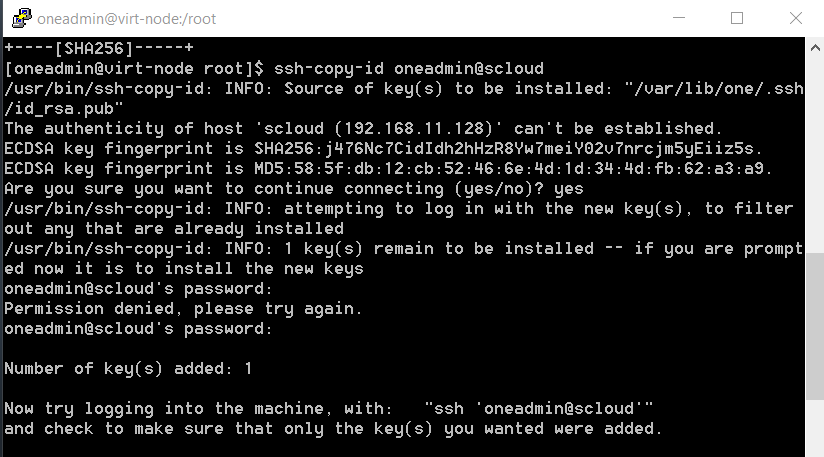 oneadmin@virt-node:/root
+----[SHA256]-----+
[oneadmin@virt-node root]$ ssh-copy-id oneadmin@scloud
/usr/bin/ssh-copy-id: INFO: Source of key(s) to be installed: "/var/lib/one/.ssh
/id_rsa.pub"
The authenticity of host 'scloud (192.168.11.128)' can't be established.
ECDSA key fingerprint is SHA256:j476Nc7CidIdh2hHzR8Yw7meiY02v7nrcjm5yEiiz5s.
ECDSA key fingerprint is MD5:58:5f:db:12:cb:52:46:6e:4d:1d:34:4d:fb:62:a3:a9.
Are you sure you want to continue connecting (yes/no)? yes
/usr/bin/ssh-copy-id: INFO: attempting to log in with the new key(s), to filter
out any that are already installed
/usr/bin/ssh-copy-id: INFO: 1 key(s) remain to be installed -- if you are prompt
ed now it is to install the new keys
oneadmin@scloud's password:
Permission denied, please try again.
oneadmin@scloud's password:
Number of key(s) added: 1
Now try logging into the machine, with:   "ssh 'oneadmin@scloud'"
and check to make sure that only the key(s) you wanted were added.